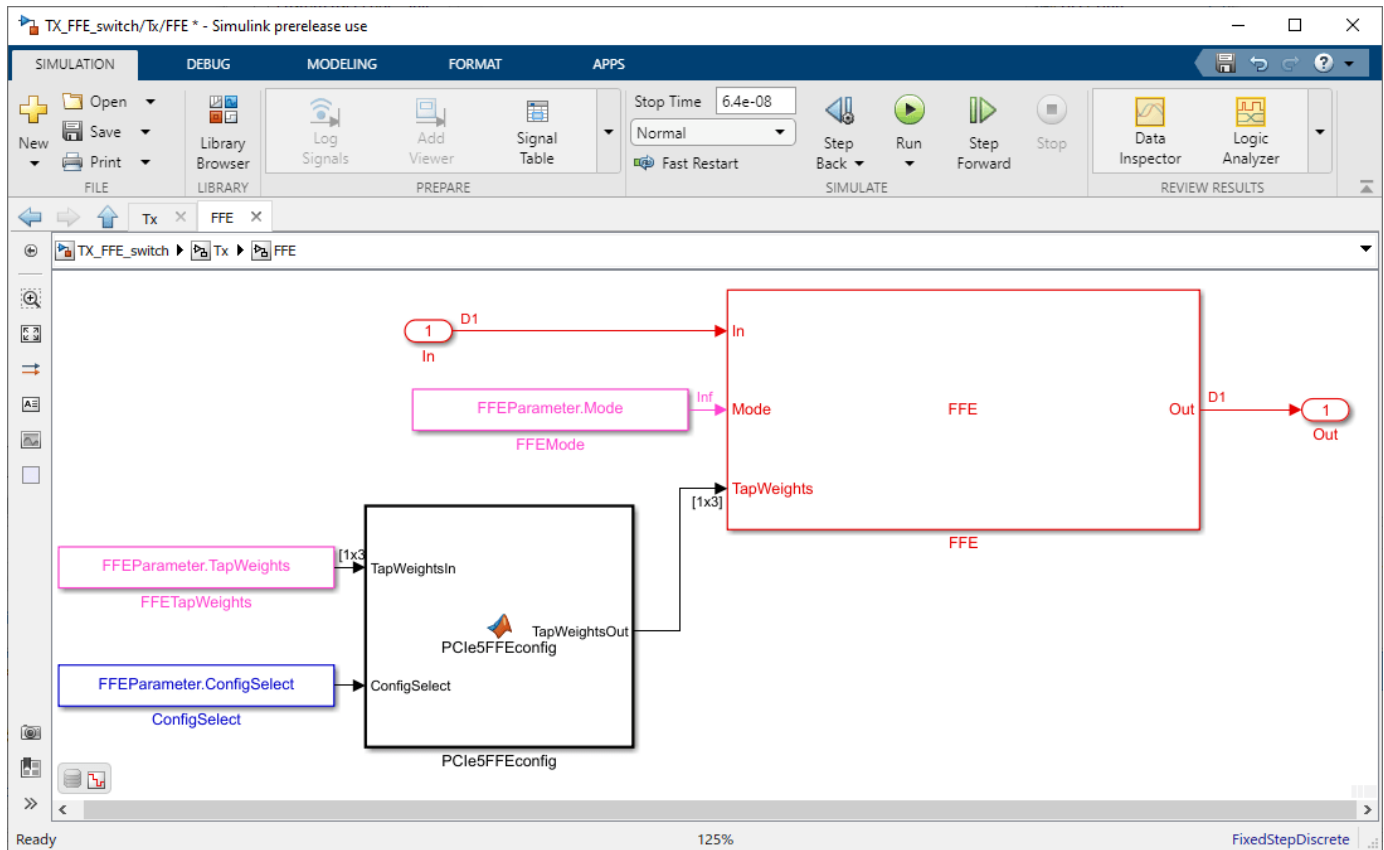 TX_FFE_switch/Tx/FFE * - Simulink prerelease use
SIMULATION DEBUG MODELING FORMAT APPS
New
Open
Save
Print
FILE
Library
Browser
LIBRARY
Log
Signals
Add
Viewer
Signal
Table
PREPARE
Stop Time 6.4e-08
Normal
Fast Restart
Step
Back
Run
Step
Forward
Stop
SIMULATE
Data
Inspector
Logic
Analyzer
REVIEW RESULTS
Tx FFE
TX_FFE_switch Tx FFE
1
In
D1
In
FFEParameter.Mode
FFEMode
Inf
Mode
FFE
Out
D1
1
Out
[1x3]
TapWeights
FFE
FFEParameter.TapWeights
FFETapWeights
[1x3
TapWeightsIn
TapWeightsOut
PCIe5FFEconfig
FFEParameter.ConfigSelect
ConfigSelect
ConfigSelect
PCIe5FFEconfig
Ready 125% FixedStepDiscrete